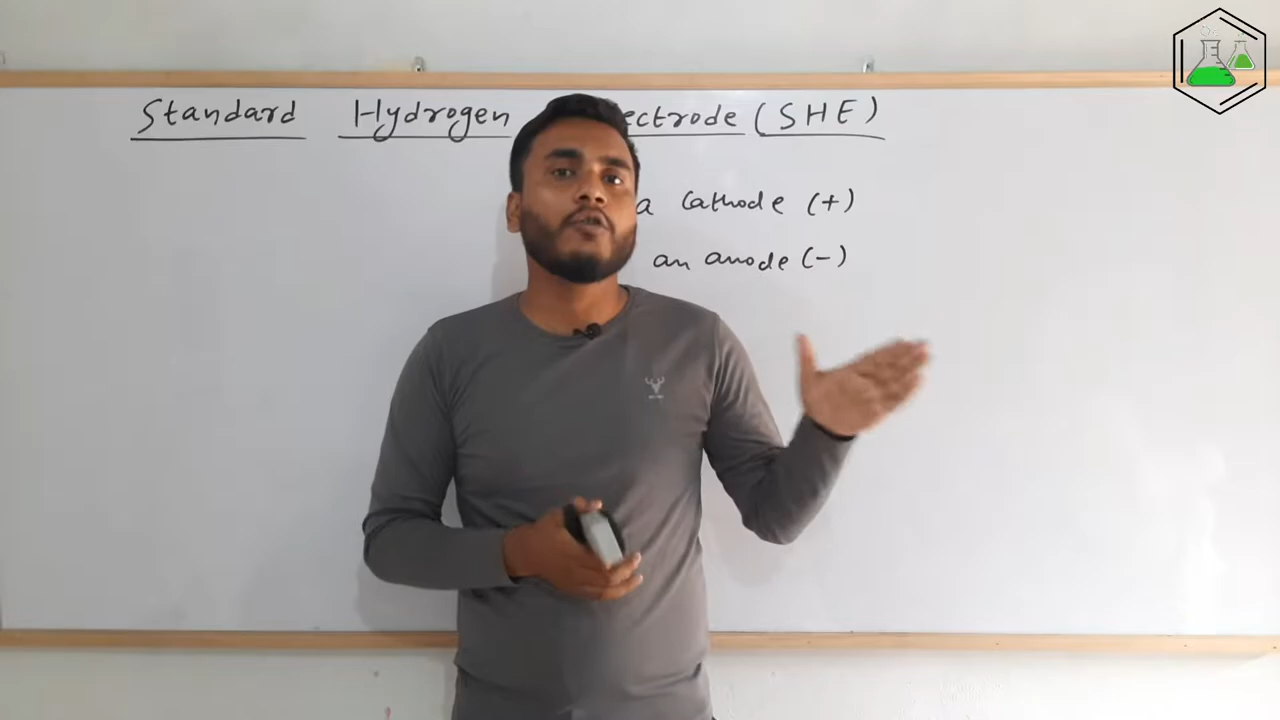 Standard Hydrogen ectrode (SHE)
a Cathode (+)
an anode (-)